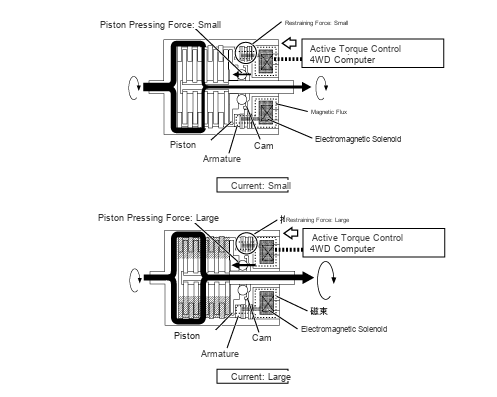 Piston Pressing Force: Small
Restraining Force: Small
Active Torque Control
4WD Computer
Magnetic Flux
Electromagnetic Solenoid
Piston
Cam
Armature
Current: Small
Piston Pressing Force: Large
Restraining Force: Large
Active Torque Control
4WD Computer
磁束
Electromagnetic Solenoid
Piston
Cam
Armature
Current: Large